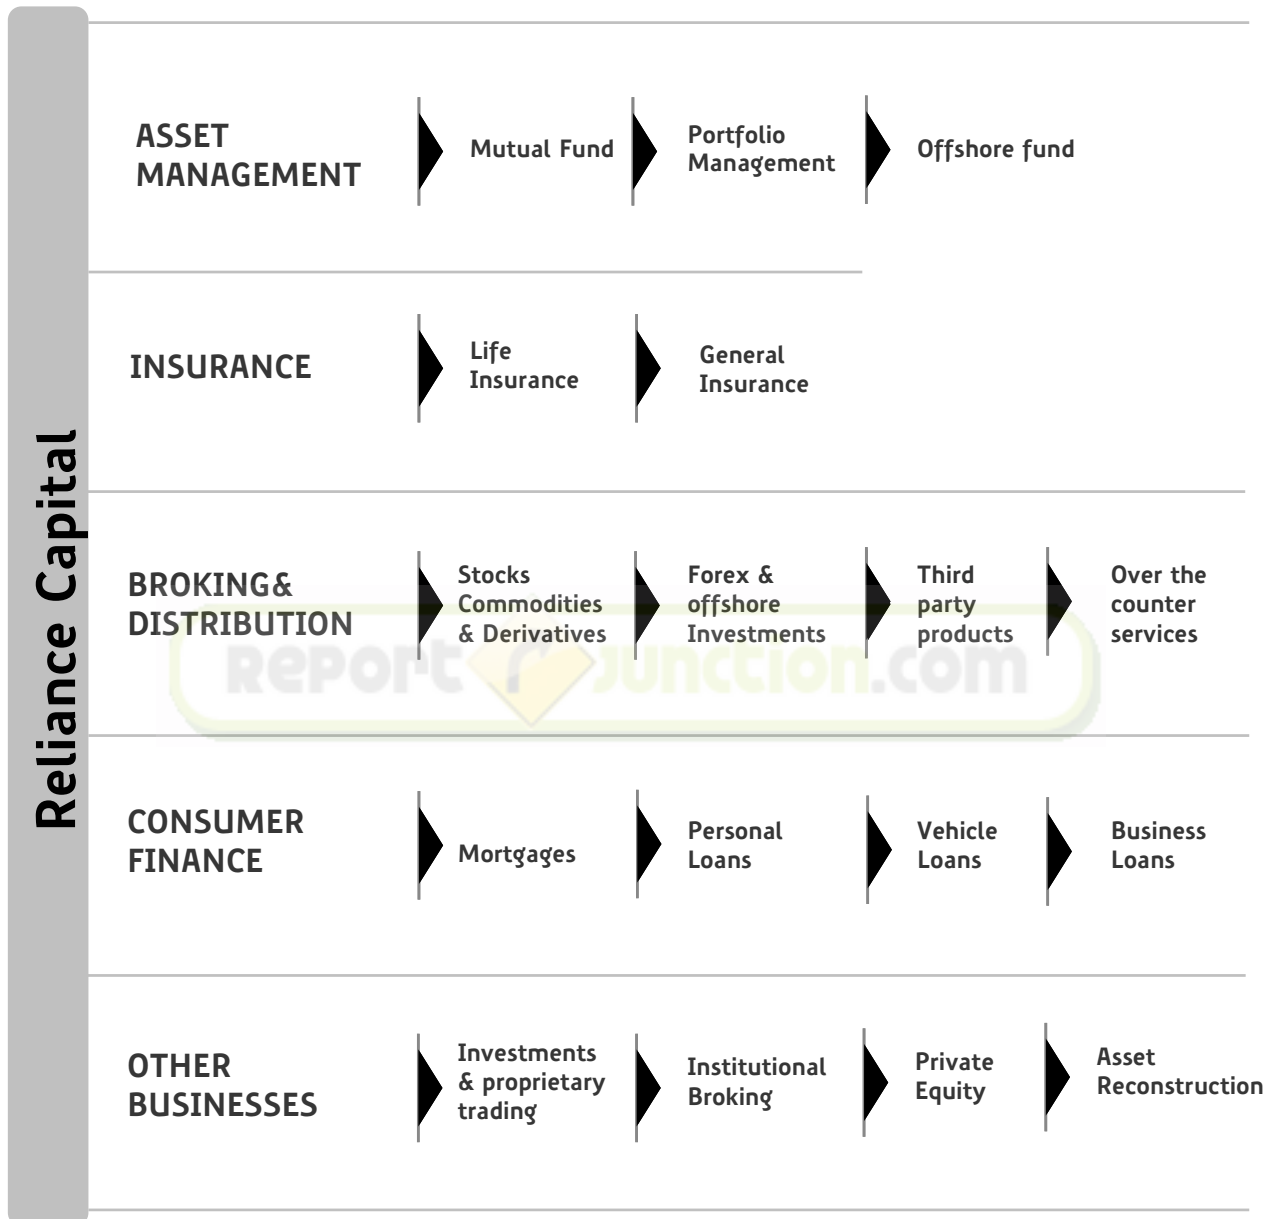 Reliance Capital
ASSET
MANAGEMENT
Mutual Fund
Portfolio
Management
Offshore fund
INSURANCE
Life
Insurance
General
Insurance
BROKING&
DISTRIBUTION
Stocks
Commodities
& Derivatives
Forex &
offshore
Investments
Third
party
products
Over the
counter
services
RePORT JUNCTION.COM
CONSUMER
FINANCE
Mortgages
Personal
Loans
Vehicle
Loans
Business
Loans
OTHER
BUSINESSES
Investments
& proprietary
trading
Institutional
Broking
Private
Equity
Asset
Reconstruction